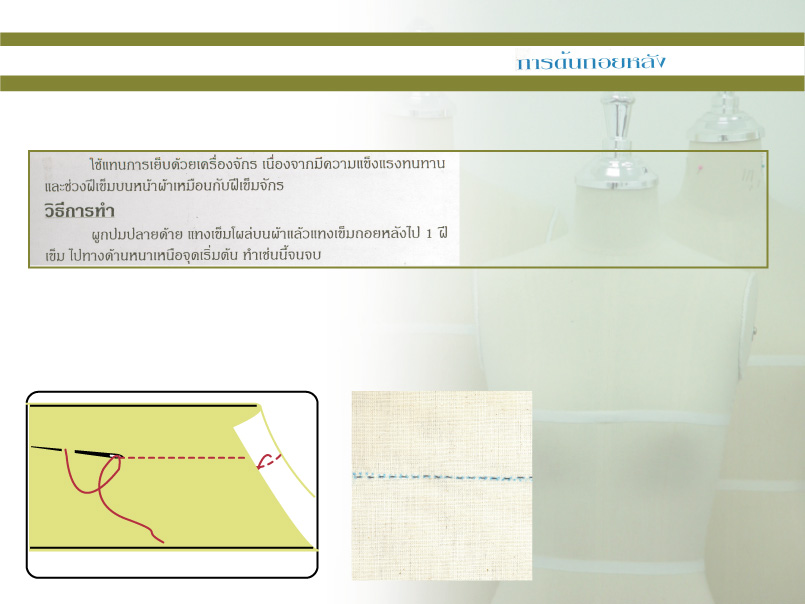 การด้นถอยหลัง
ใช้แทนการเย็บด้วยเครื่องจักร เนื่องจากมีความแข็งแรงทนทาน
และช่วงฝีเข็มบนหน้าผ้าเหมือนกับฝีเข็มจักร
วิธีการทำ
ผูกปมปลายด้าย แทงเข็มโผล่บนผ้าแล้วแทงเข็มถอยหลังไป 1 ฝี
เข็ม ไปทางด้านหนาเหนือจุดเริ่มต้น ทำเช่นนี้จนจบ